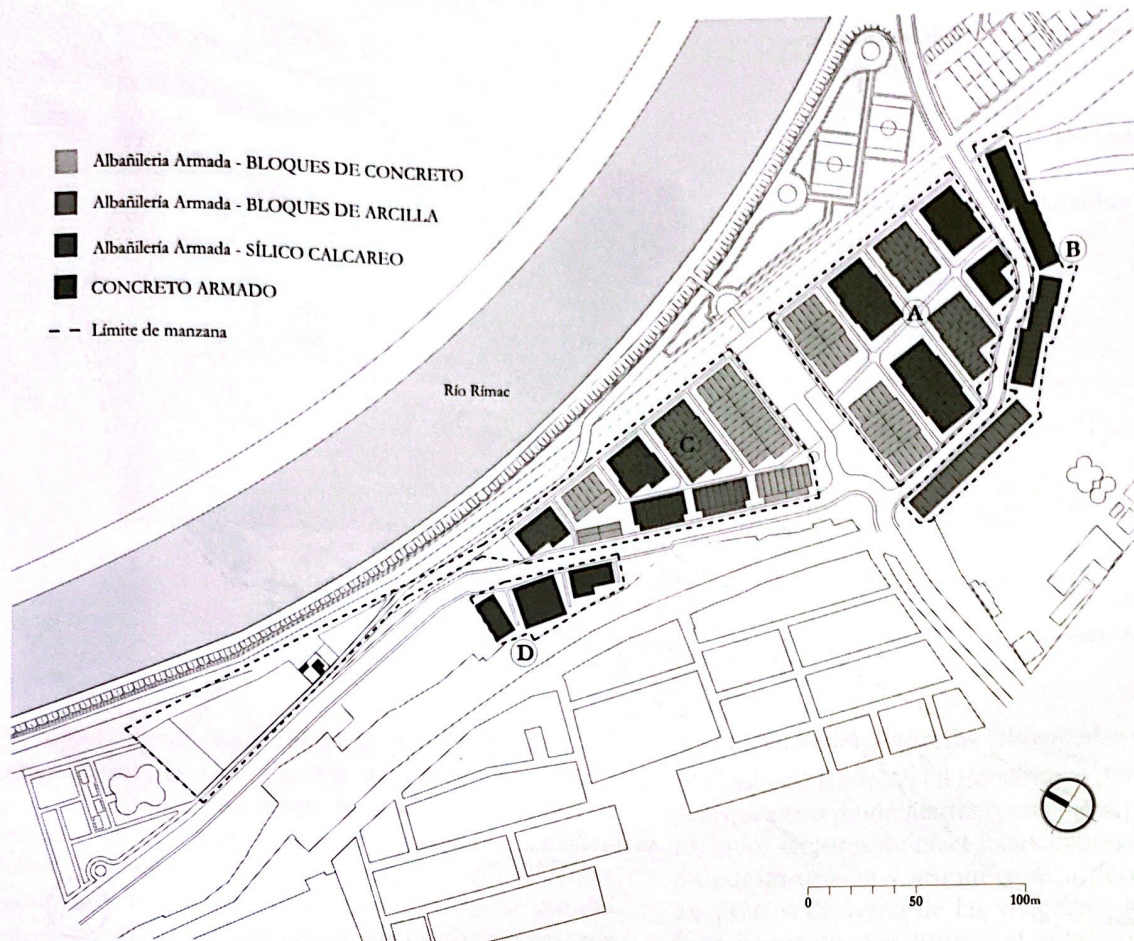 Albañileria Armada - BLOQUES DE CONCRETO
Albañilería Armada - BLOQUES DE ARCILLA
Albañilería Armada - SÍLICO CALCAREO
CONCRETO ARMADO
Límite de manzana
Río Rímac
A
B
C
D
0 50 100m